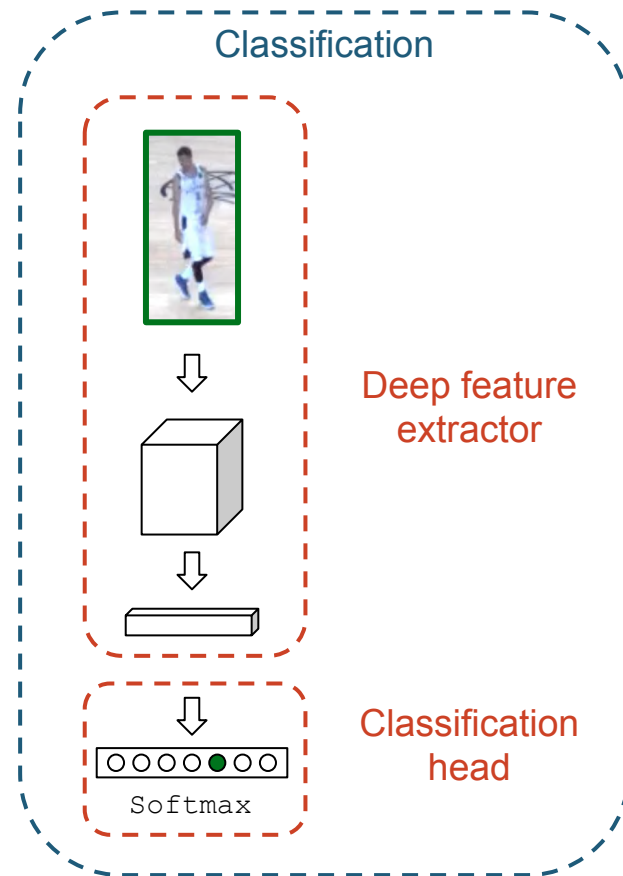 Classification
Deep feature
extractor
Classification
head
Softmax